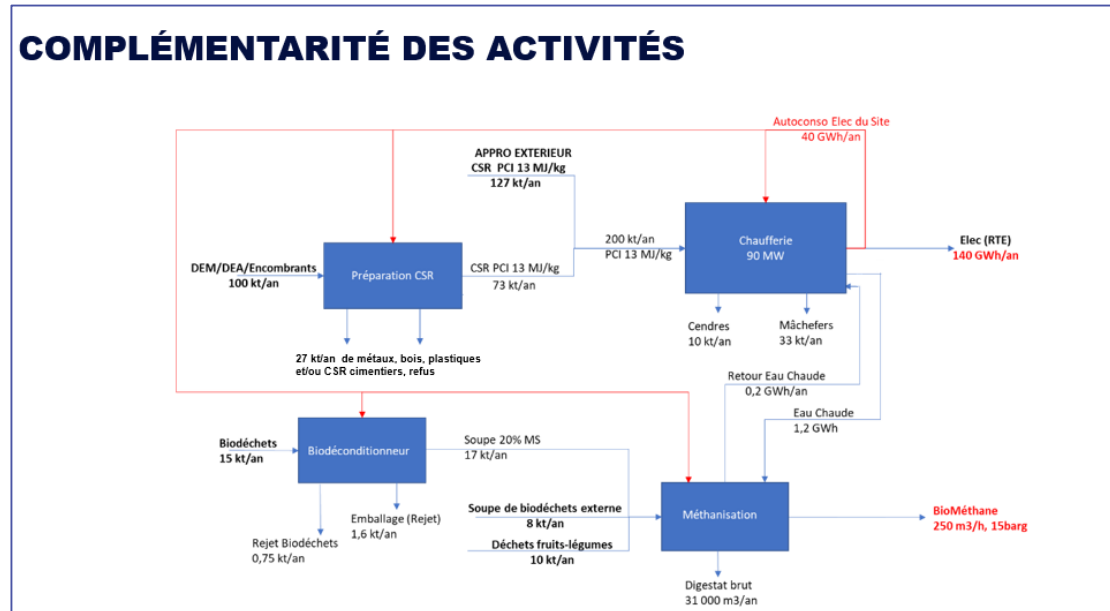 COMPLÉMENTARITÉ DES ACTIVITÉS
Autoconso Elec du Site
40 GWh/an
APPRO EXTERIEUR
CSR PCI 13 MJ/kg
127 kt/an
200 kt/an
PCI 13 MJ/kg
Chaufferie
90 MW
Elec (RTE)
140 GWh/an
DEM/DEA/Encombrants
100 kt/an
Préparation CSR
CSR PCI 13 MJ/kg
73 kt/an
Cendres
10 kt/an
Mâchefers
33 kt/an
27 kt/an de métaux, bois, plastiques
et/ou CSR cimentiers, refus
Retour Eau Chaude
0,2 GWh/an
Eau Chaude
1,2 GWh
Biodéchets
15 kt/an
Biodéconditionneur
Soupe 20% MS
17 kt/an
Soupe de biodéchets externe
8 kt/an
Déchets fruits-légumes
10 kt/an
Méthanisation
BioMéthane
250 m3/h, 15barg
Emballage (Rejet)
1,6 kt/an
Rejet Biodéchets
0,75 kt/an
Digestat brut
31 000 m3/an